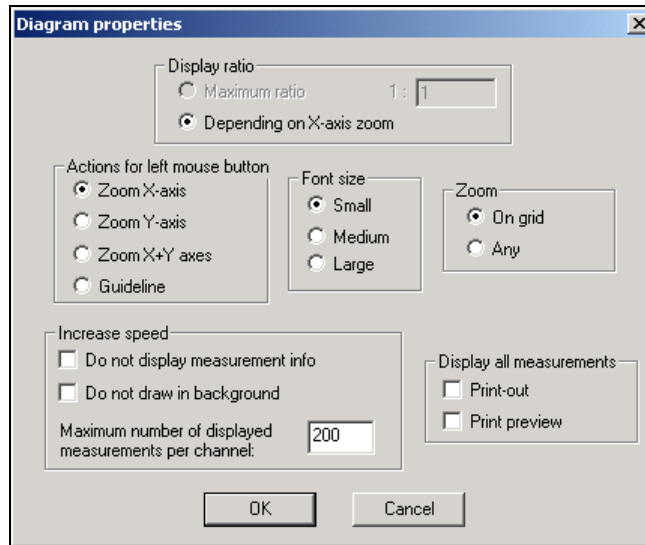 Diagram properties
Display ratio
Maximum ratio 1 : 1
Depending on X-axis zoom
Actions for left mouse button
Zoom X-axis
Zoom Y-axis
Zoom X+Y axes
Guideline
Font size
Small
Medium
Large
Zoom
On grid
Any
Increase speed
Do not display measurement info
Do not draw in background
Maximum number of displayed
measurements per channel:
200
Display all measurements
Print-out
Print preview
OK
Cancel